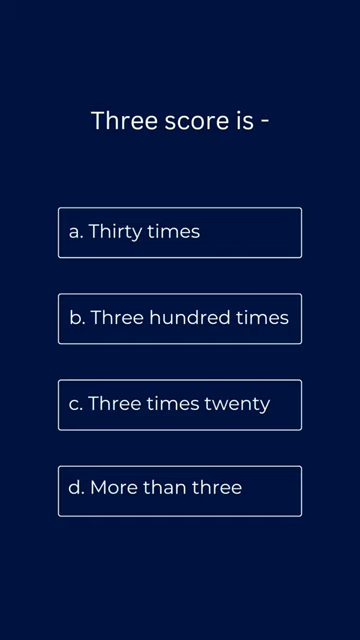 Three score is -
a. Thirty times
b. Three hundred times
c. Three times twenty
d. More than three